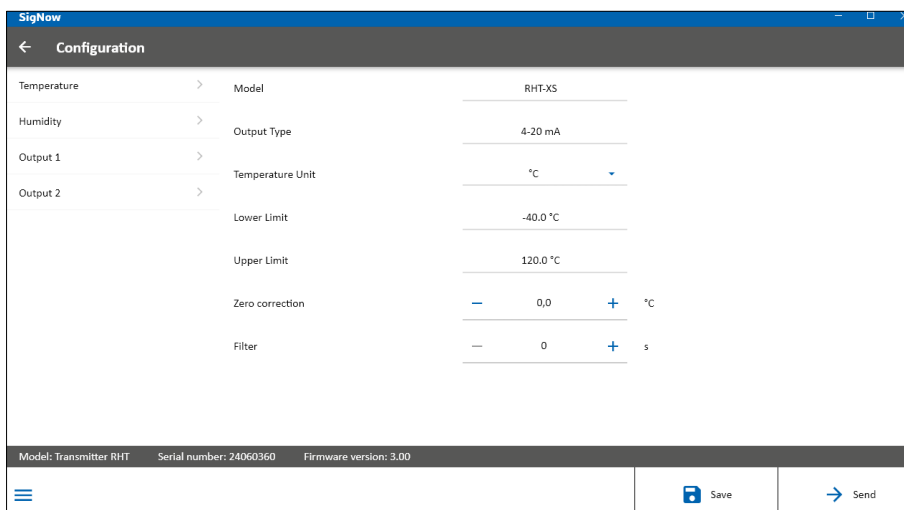 SigNow
Configuration
Temperature
Humidity
Output 1
Output 2
Model RHT-XS
Output Type 4-20 mA
Temperature Unit °C
Lower Limit -40.0 °C
Upper Limit 120.0 °C
Zero correction − 0,0 + °C
Filter − 0 + s
Model: Transmitter RHT Serial number: 24060360 Firmware version: 3.00
Save Send